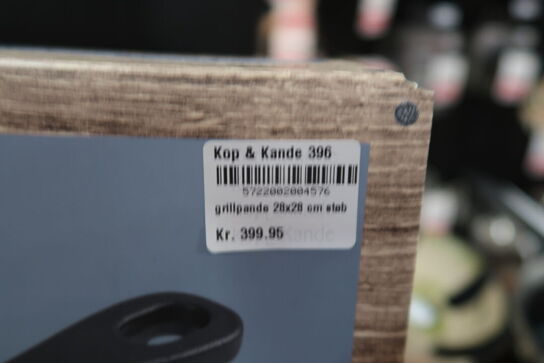 Kop & Kande 396
5722002004576
grillpande 28x28 cm støb
Kr. 399.95